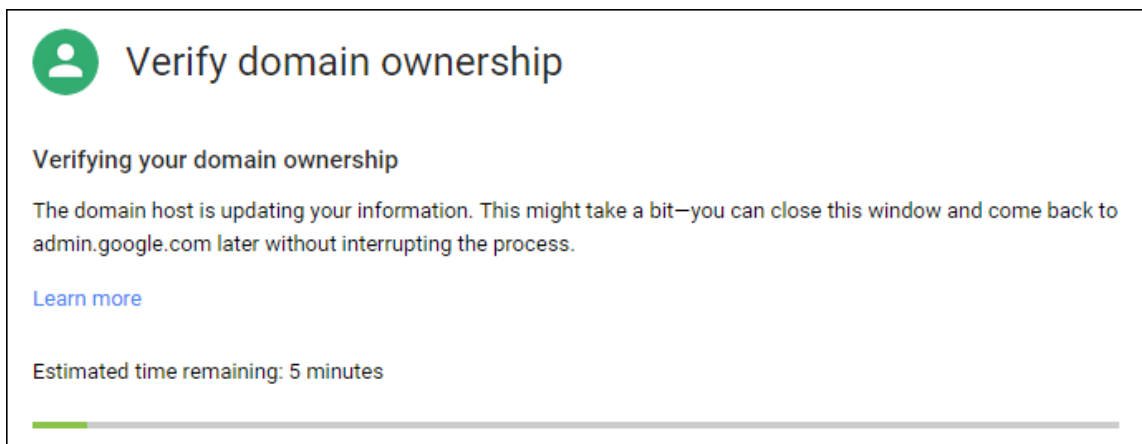 Verify domain ownership
Verifying your domain ownership
The domain host is updating your information. This might take a bit—you can close this window and come back to
admin.google.com later without interrupting the process.
Learn more
Estimated time remaining: 5 minutes